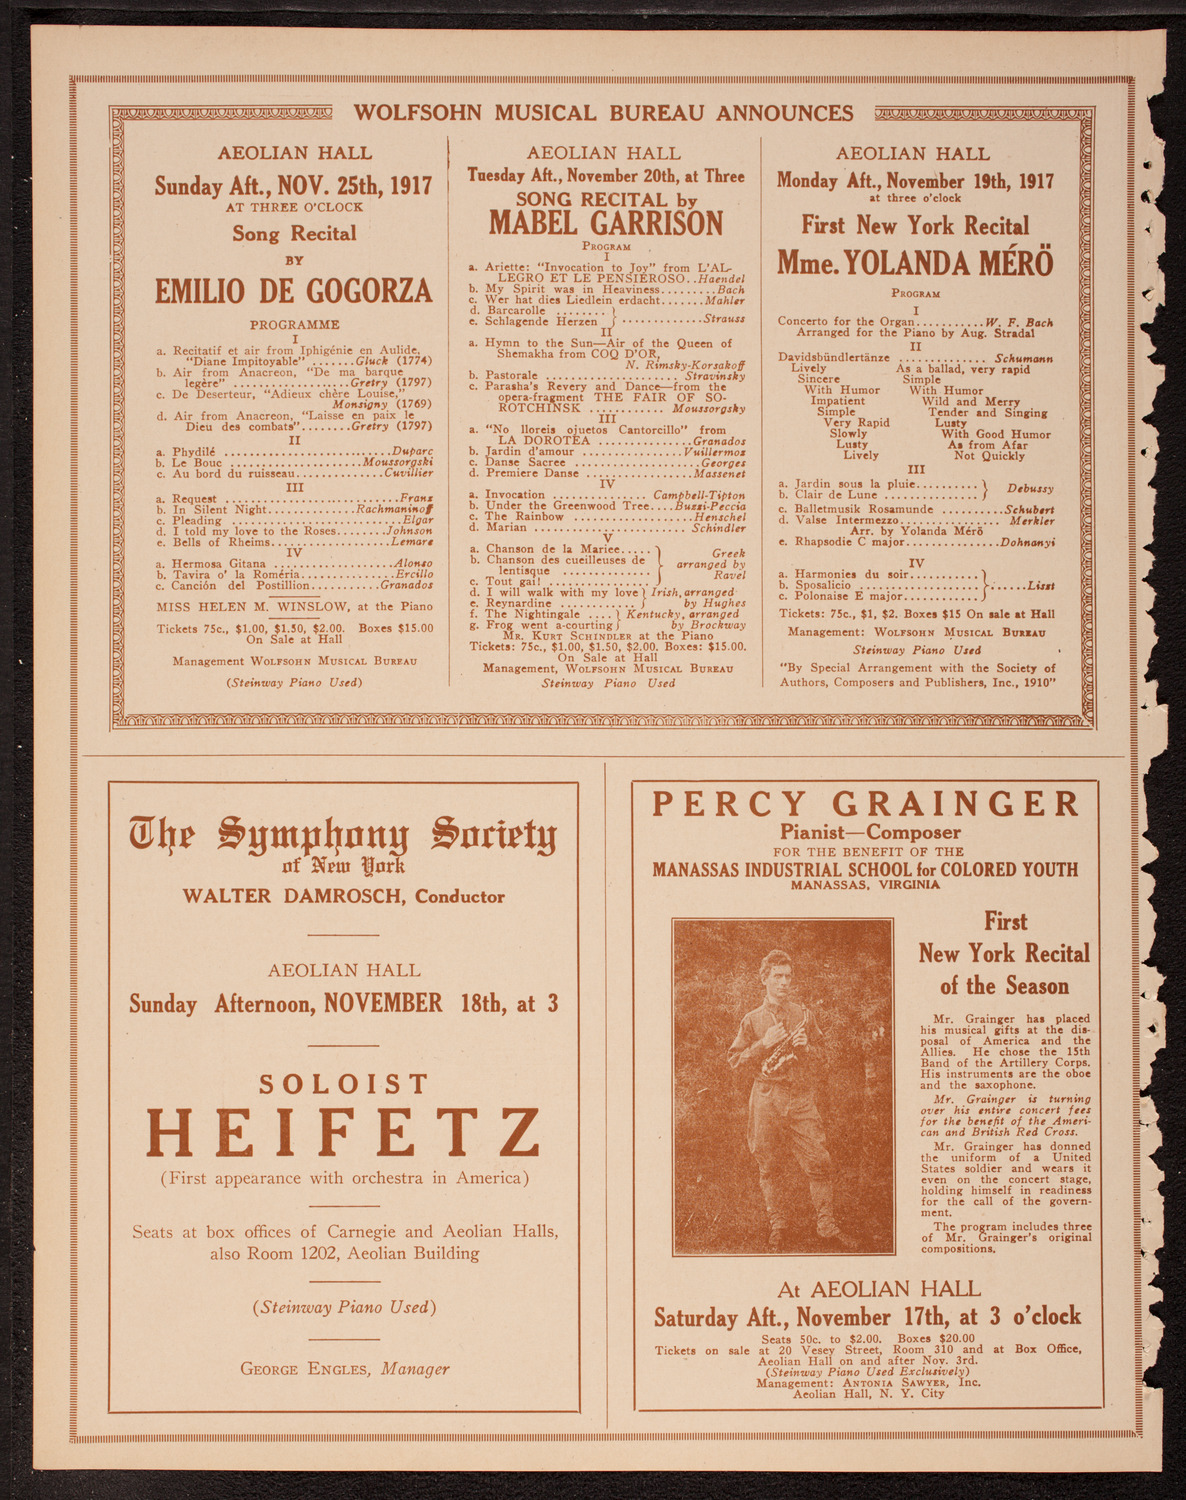 WOLFSOHN MUSICAL BUREAU ANNOUNCES
AEOLIAN HALL
Sunday Aft., NOV. 25th, 1917
AT THREE O'CLOCK
Song Recital
BY
EMILIO DE GOGORZA
PROGRAMME
I
a. Recitatif et air from Iphigénie en Aulide,
"Diane Impitoyable" .......Gluck (1774)
b. Air from Anacreon, "De ma barque
legère" ..................Gretry (1797)
c. De Deserteur, "Adieux chère Louise,"
Monsigny (1769)
d. Air from Anacreon, "Laisse en paix le
Dieu des combats"........Gretry (1797)
II
a. Phydilé ..........................Duparc
b. Le Bouc .....................Moussorgski
c. Au bord du ruisseau.............Cuvillier
III
a. Request ...........................Franz
b. In Silent Night.............Rachmaninoff
c. Pleading ...........................Elgar
d. I told my love to the Roses........Johnson
e. Bells of Rheims...................Lemare
IV
a. Hermosa Gitana ....................Alonso
b. Tavira o' la Roméria...............Ercillo
c. Canción del Postillion...........Granados
MISS HELEN M. WINSLOW, at the Piano
Tickets 75c., $1.00, $1.50, $2.00. Boxes $15.00
On Sale at Hall
Management WOLFSOHN MUSICAL BUREAU
(Steinway Piano Used)
AEOLIAN HALL
Tuesday Aft., November 20th, at Three
SONG RECITAL by
MABEL GARRISON
PROGRAM
I
a. Ariette: "Invocation to Joy" from L'AL-
LEGRO ET LE PENSIEROSO..Haendel
b. My Spirit was in Heaviness.........Bach
c. Wer hat dies Liedlein erdacht.......Mahler
d. Barcarolle ........ }
e. Schlagende Herzen } .............Strauss
II
a. Hymn to the Sun—Air of the Queen of
Shemakha from COQ D'OR,
N. Rimsky-Korsakoff
b. Pastorale ......................Stravinsky
c. Parasha's Revery and Dance—from the
opera-fragment THE FAIR OF SO-
ROTCHINSK ............ Moussorgsky
III
a. "No lloreis ojuetos Cantorcillo" from
LA DOROTEA ..............Granados
b. Jardin d'amour ................Vuillermoz
c. Danse Sacree ....................Georges
d. Premiere Danse .................Massenet
IV
a. Invocation ............... Campbell-Tipton
b. Under the Greenwood Tree....Buzzi-Peccia
c. The Rainbow ....................Henschel
d. Marian ........................Schindler
V
a. Chanson de la Mariee..... }
b. Chanson des cueilleuses de
lentisque ..............
c. Tout gai! ................ }
Greek
arranged by
Ravel
d. I will walk with my love } Irish, arranged
e. Reynardine ............ } by Hughes
f. The Nightingale .... } Kentucky, arranged
g. Frog went a-courting } by Brockway
MR. KURT SCHINDLER at the Piano
Tickets: 75c., $1.00, $1.50, $2.00. Boxes: $15.00.
On Sale at Hall
Management, WOLFSOHN MUSICAL BUREAU
Steinway Piano Used
AEOLIAN HALL
Monday Aft., November 19th, 1917
at three o'clock
First New York Recital
Mme. YOLANDA MÉRÖ
PROGRAM
I
Concerto for the Organ...........W. F. Bach
Arranged for the Piano by Aug. Stradal
II
Davidsbündlertänze ............. Schumann
Lively As a ballad, very rapid
Sincere Simple
With Humor With Humor
Impatient Wild and Merry
Simple Tender and Singing
Very Rapid Lusty
Slowly With Good Humor
Lusty As from Afar
Lively Not Quickly
III
a. Jardin sous la pluie.......... }
b. Clair de Lune ............... } Debussy
c. Balletmusik Rosamunde ..........Schubert
d. Valse Intermezzo................. Merkler
Arr. by Yolanda Mérö
e. Rhapsodie C major...............Dohnanyi
IV
a. Harmonies du soir........... }
b. Sposalicio .................. }......Liszt
c. Polonaise E major............ }
Tickets: 75c., $1, $2. Boxes $15 On sale at Hall
Management: WOLFSOHN MUSICAL BUREAU
Steinway Piano Used
"By Special Arrangement with the Society of
Authors, Composers and Publishers, Inc., 1910"
The Symphony Society
of New York
WALTER DAMROSCH, Conductor
AEOLIAN HALL
Sunday Afternoon, NOVEMBER 18th, at 3
SOLOIST
HEIFETZ
(First appearance with orchestra in America)
Seats at box offices of Carnegie and Aeolian Halls,
also Room 1202, Aeolian Building
(Steinway Piano Used)
GEORGE ENGLES, Manager
PERCY GRAINGER
Pianist—Composer
FOR THE BENEFIT OF THE
MANASSAS INDUSTRIAL SCHOOL for COLORED YOUTH
MANASSAS, VIRGINIA
First
New York Recital
of the Season
Mr. Grainger has placed
his musical gifts at the dis-
posal of America and the
Allies. He chose the 15th
Band of the Artillery Corps.
His instruments are the oboe
and the saxophone.
Mr. Grainger is turning
over his entire concert fees
for the benefit of the Ameri-
can and British Red Cross.
Mr. Grainger has donned
the uniform of a United
States soldier and wears it
even on the concert stage,
holding himself in readiness
for the call of the govern-
ment.
The program includes three
of Mr. Grainger's original
compositions.
At AEOLIAN HALL
Saturday Aft., November 17th, at 3 o'clock
Seats 50c. to $2.00. Boxes $20.00
Tickets on sale at 20 Vesey Street, Room 310 and at Box Office,
Aeolian Hall on and after Nov. 3rd.
(Steinway Piano Used Exclusively)
Management: ANTONIA SAWYER, Inc.
Aeolian Hall, N. Y. City